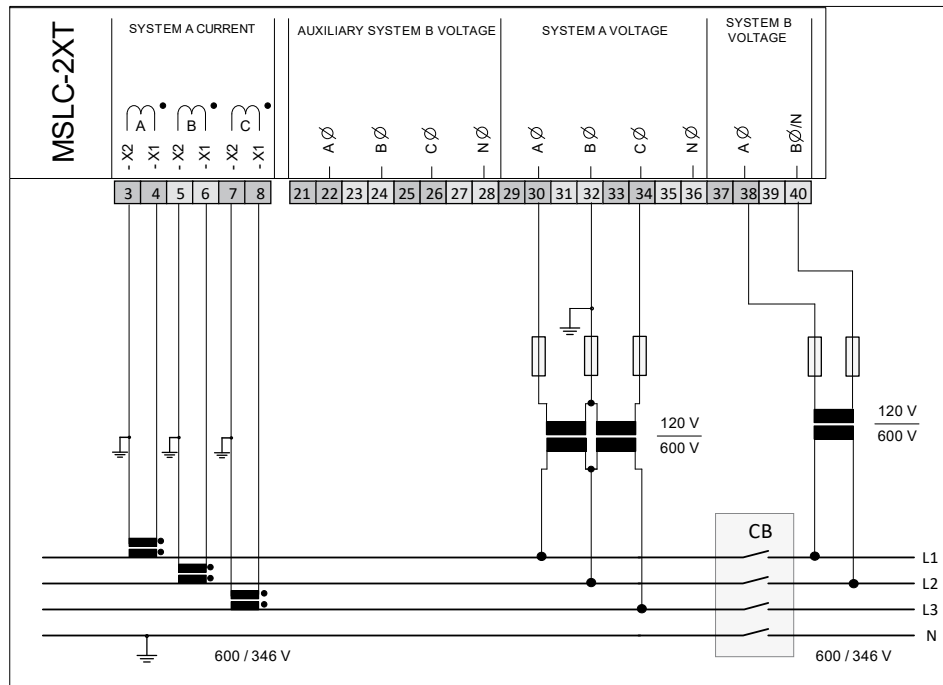 MSLC-2XT
SYSTEM A CURRENT
AUXILIARY SYSTEM B VOLTAGE
SYSTEM A VOLTAGE
SYSTEM B
VOLTAGE
A B C
- X2 - X1 - X2 - X1 - X2 - X1
AØ BØ CØ NØ AØ BØ CØ NØ AØ BØ/N
3 4 5 6 7 8 21 22 23 24 25 26 27 28 29 30 31 32 33 34 35 36 37 38 39 40
120 V
600 V
120 V
600 V
CB
L1
L2
L3
N
600 / 346 V
600 / 346 V